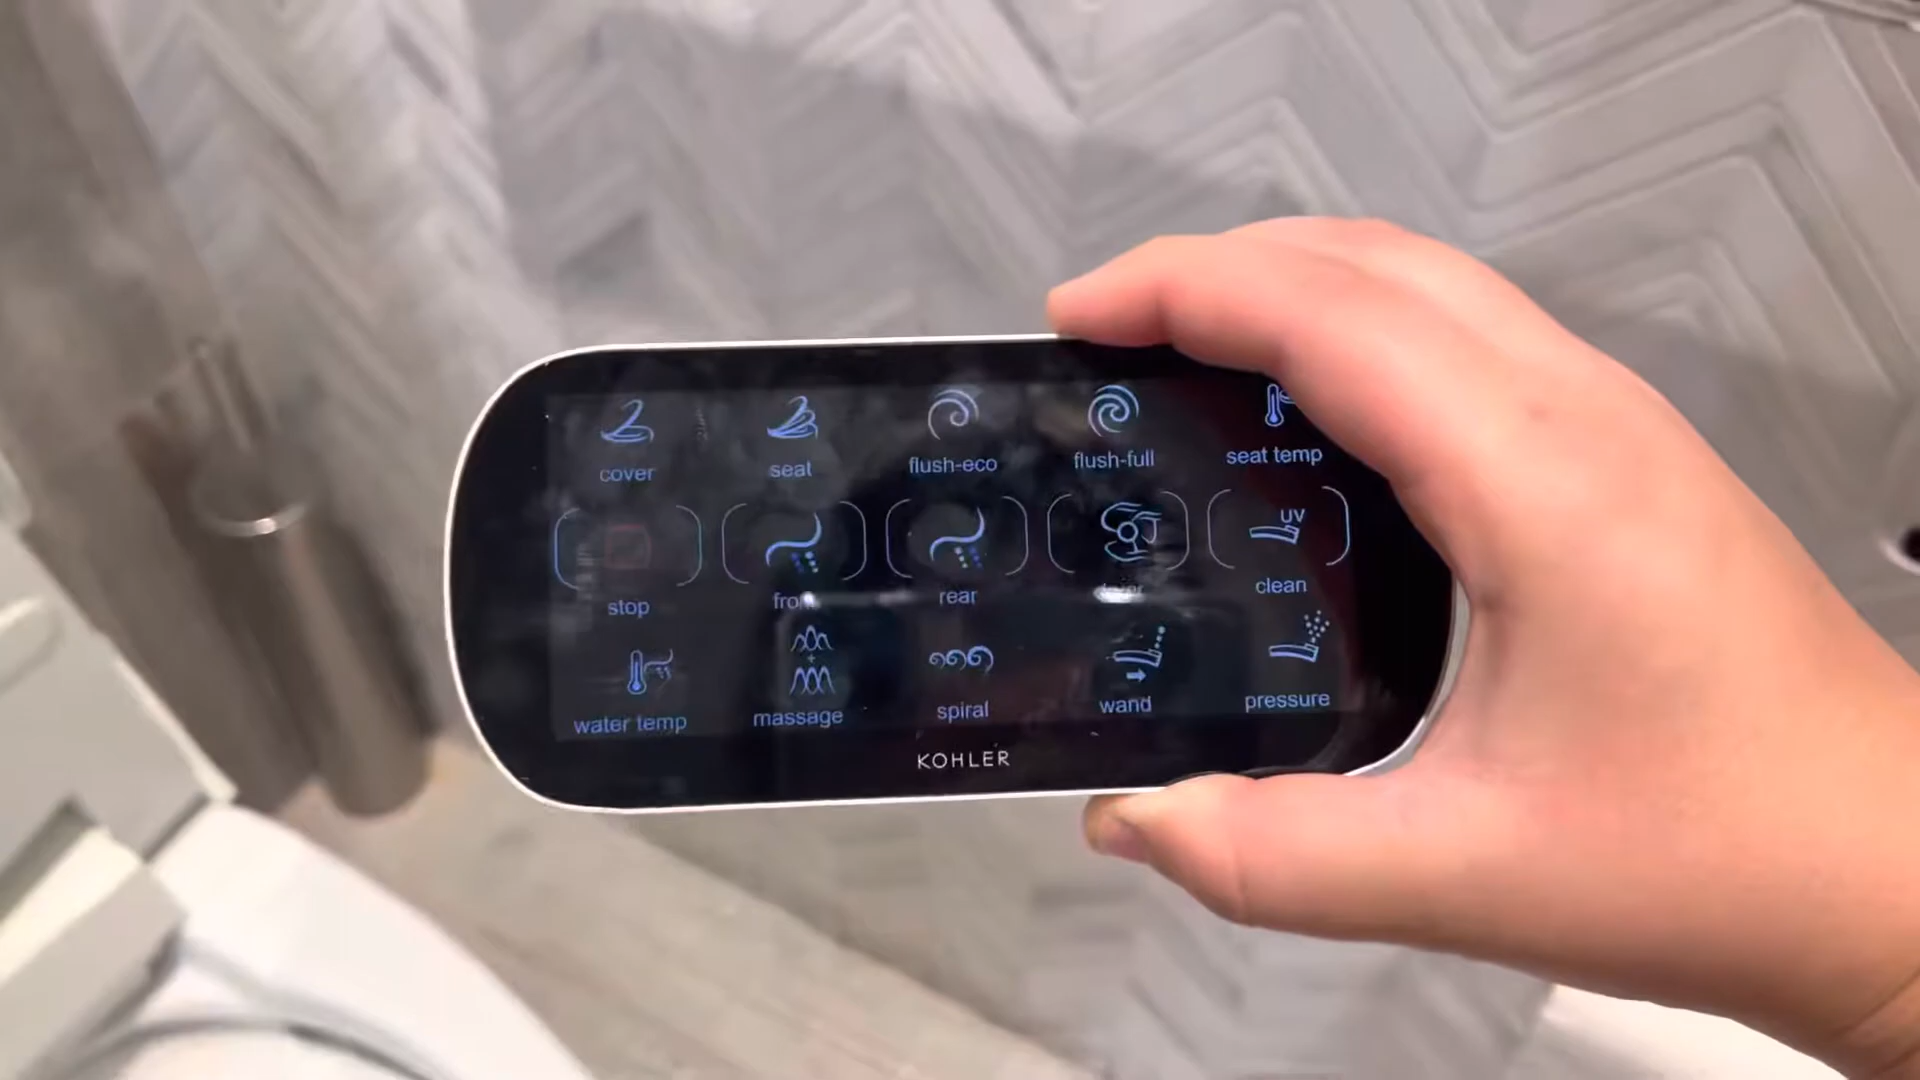 cover seat flush-eco flush-full seat temp
UV
stop front rear clean
water temp massage spiral wand pressure
KOHLER